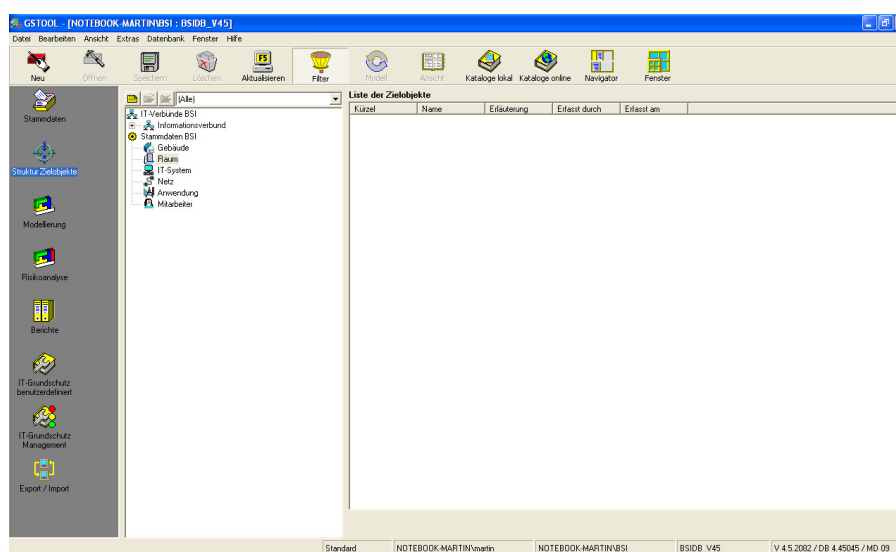 GSTOOL - [NOTEBOOK-MARTIN\BSI : BSIDB_V45]
Datei Bearbeiten Ansicht Extras Datenbank Fenster Hilfe
Neu Öffnen Speichern Löschen Aktualisieren Filter Modell Ansicht Kataloge lokal Kataloge online Navigator Fenster
F5
Stammdaten
Struktur Zielobjekte
Modellierung
Risikoanalyse
Berichte
IT-Grundschutz
benutzerdefiniert
IT-Grundschutz
Management
Export / Import
(Alle)
IT-Verbünde BSI
Informationsverbund
Stammdaten BSI
Gebäude
Raum
IT-System
Netz
Anwendung
Mitarbeiter
Liste der Zielobjekte
Kürzel Name Erläuterung Erfasst durch Erfasst am
Standard NOTEBOOK-MARTIN\martin NOTEBOOK-MARTIN\BSI BSIDB_V45 V 4.5.2082 / DB 4.45045 / MD 09